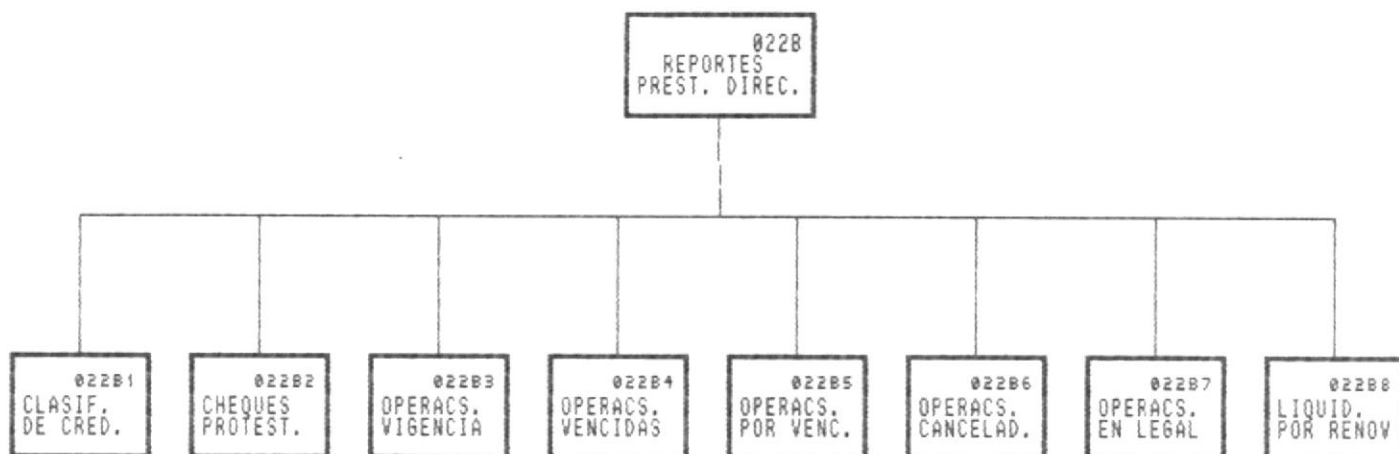 022B
REPORTES
PREST. DIREC.
022B1
CLASIF.
DE CRED.
022B2
CHEQUES
PROTEST.
022B3
OPERACS.
VIGENCIA
022B4
OPERACS.
VENCIDAS
022B5
OPERACS.
POR VENC.
022B6
OPERACS.
CANCELAD.
022B7
OPERACS.
EN LEGAL
022B8
LIQUID.
POR RENOV